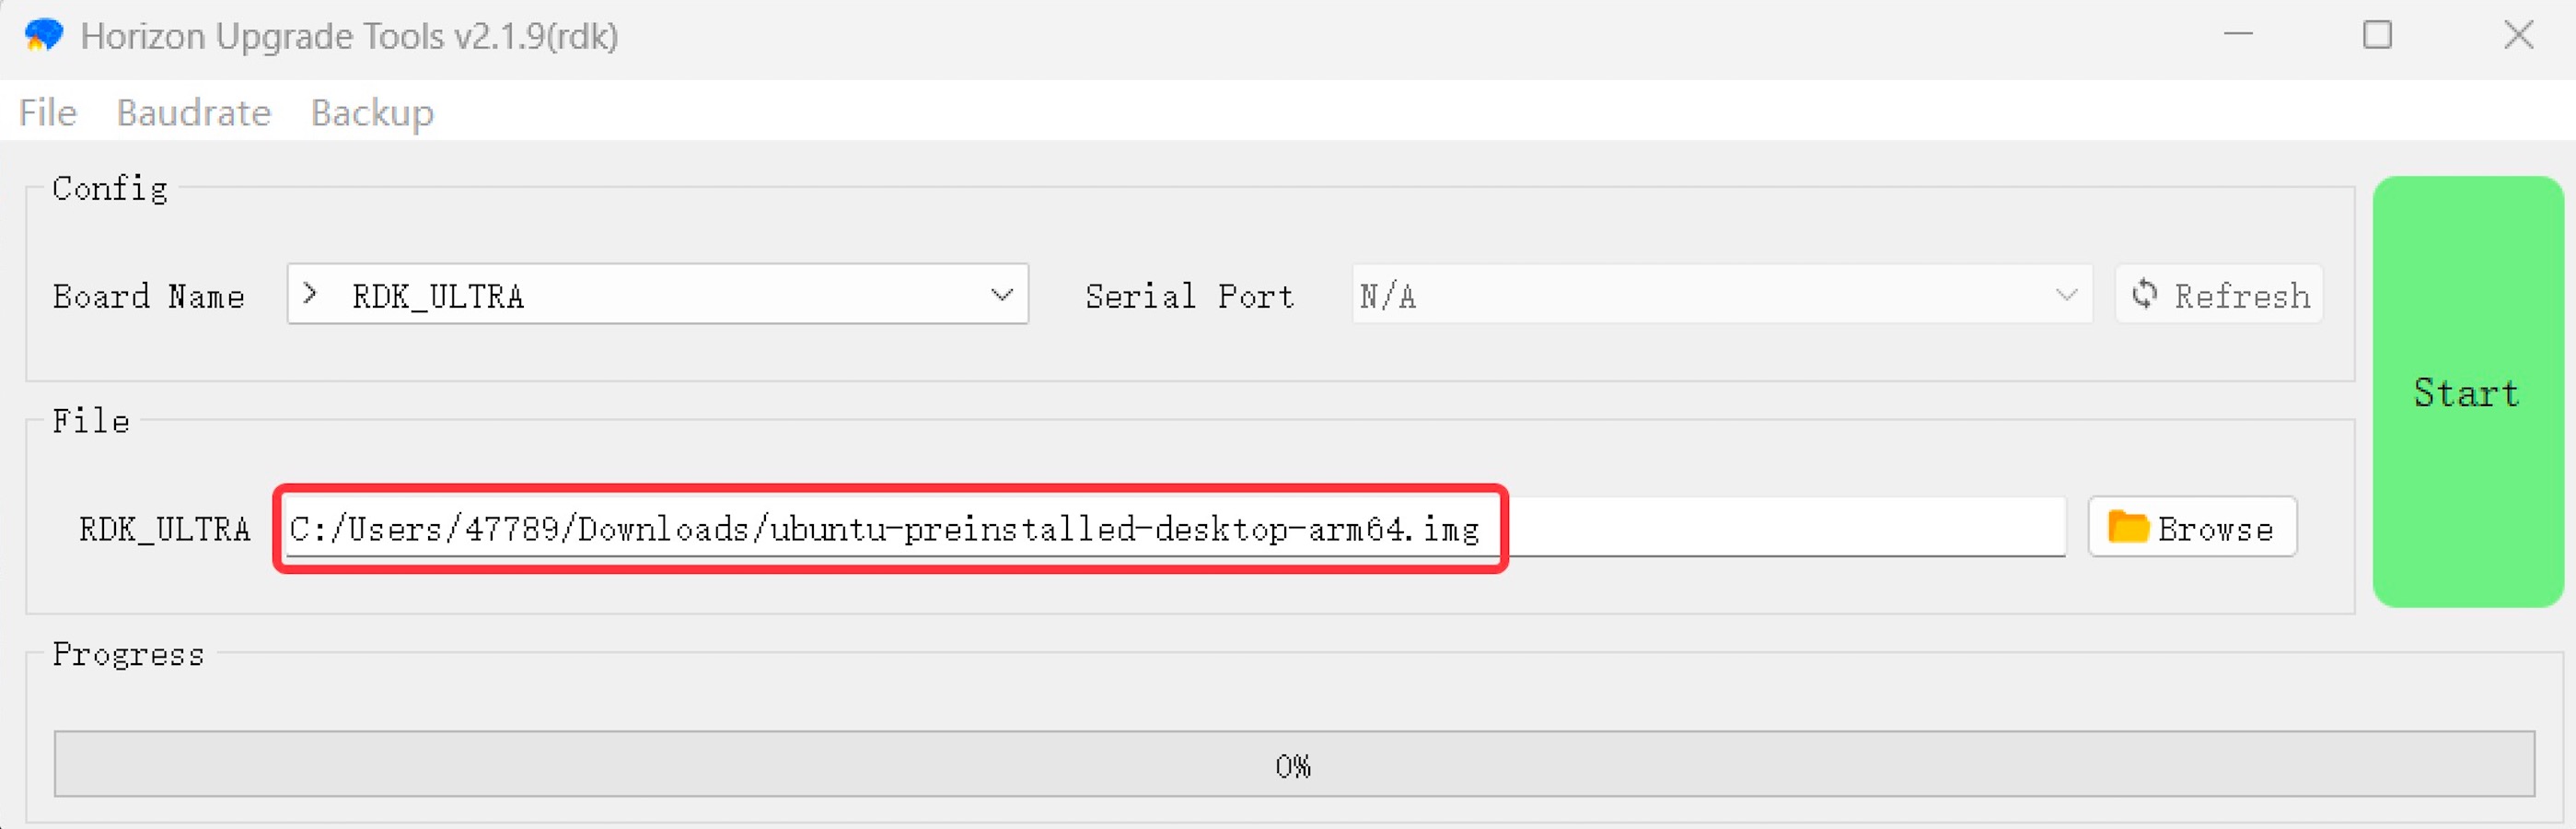 Horizon Upgrade Tools v2.1.9(rdk)
File Baudrate Backup
Config
Board Name > RDK_ULTRA Serial Port N/A Refresh
Start
File
RDK_ULTRA C:/Users/47789/Downloads/ubuntu-preinstalled-desktop-arm64.img Browse
Progress
0%